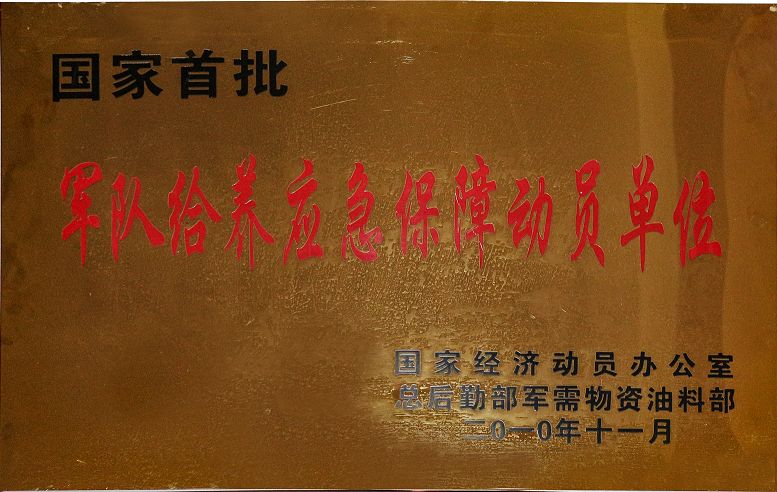 国家首批
军队给养应急保障动员单位
国家经济动员办公室
总后勤部军需物资油料部
二0一0年十一月